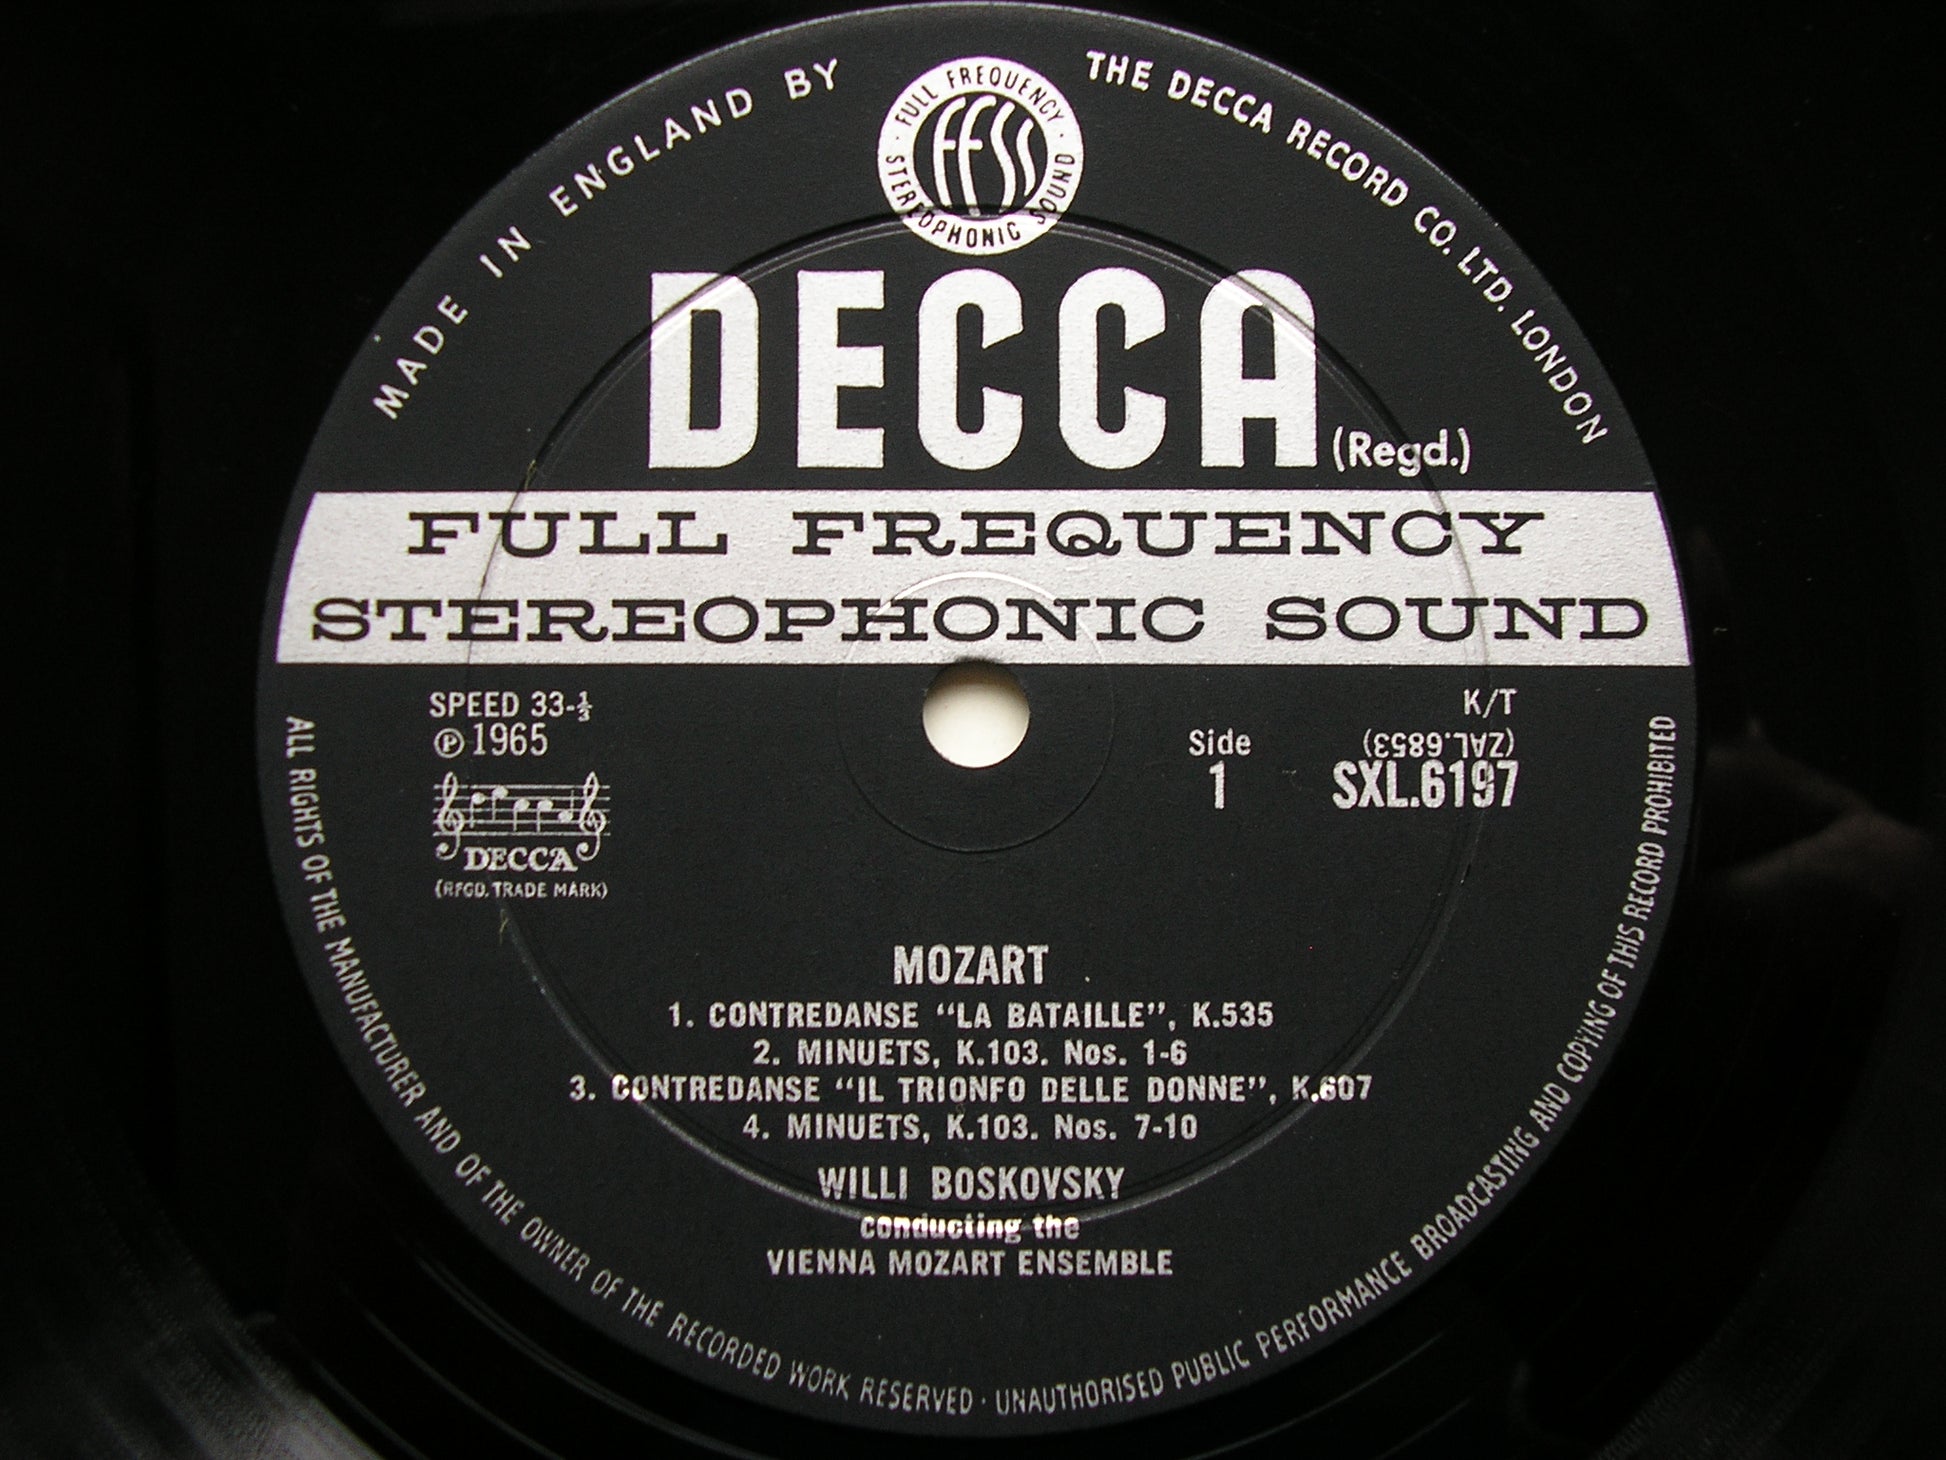 MADE IN ENGLAND BY
THE DECCA RECORD CO. LTD. LONDON
· FULL FREQUENCY ·
STEREOPHONIC SOUND
FFSS
DECCA (Regd.)
FULL FREQUENCY
STEREOPHONIC SOUND
SPEED 33-⅓
℗ 1965
DECCA
(REGD. TRADE MARK)
K/T
(ZAL.6853)
Side
1
SXL.6197
MOZART
1. CONTREDANSE “LA BATAILLE”, K.535
2. MINUETS, K.103. Nos. 1-6
3. CONTREDANSE “IL TRIONFO DELLE DONNE”, K.607
4. MINUETS, K.103. Nos. 7-10
WILLI BOSKOVSKY
conducting the
VIENNA MOZART ENSEMBLE
ALL RIGHTS OF THE MANUFACTURER AND OF THE OWNER OF THE RECORDED WORK RESERVED · UNAUTHORISED PUBLIC PERFORMANCE BROADCASTING AND COPYING OF THIS RECORD PROHIBITED